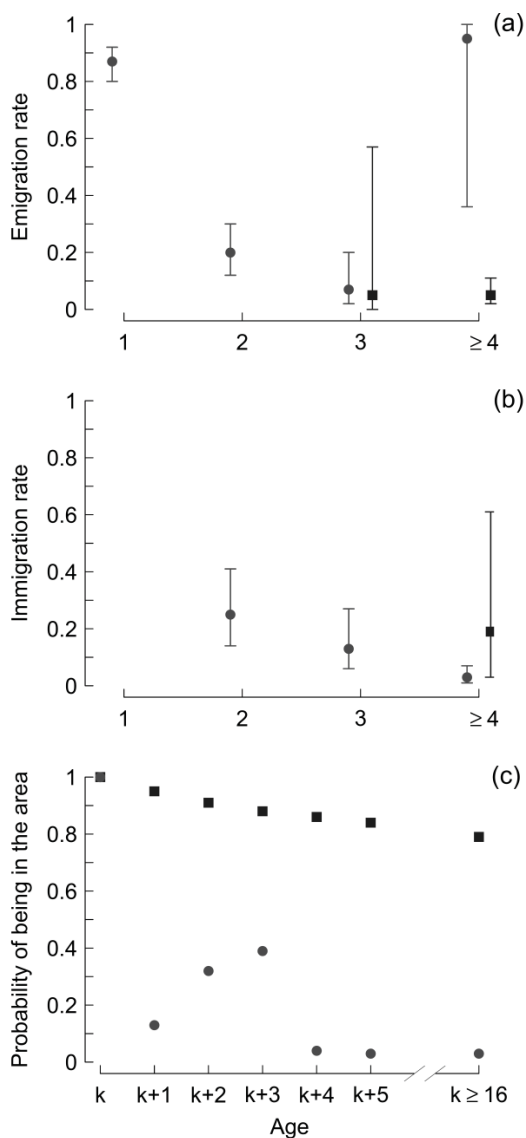 (a)
Emigration rate
1
0.8
0.6
0.4
0.2
0
1 2 3 ≥ 4
(b)
Immigration rate
1
0.8
0.6
0.4
0.2
0
1 2 3 ≥ 4
(c)
Probability of being in the area
1
0.8
0.6
0.4
0.2
0
k k+1 k+2 k+3 k+4 k+5 k ≥ 16
Age